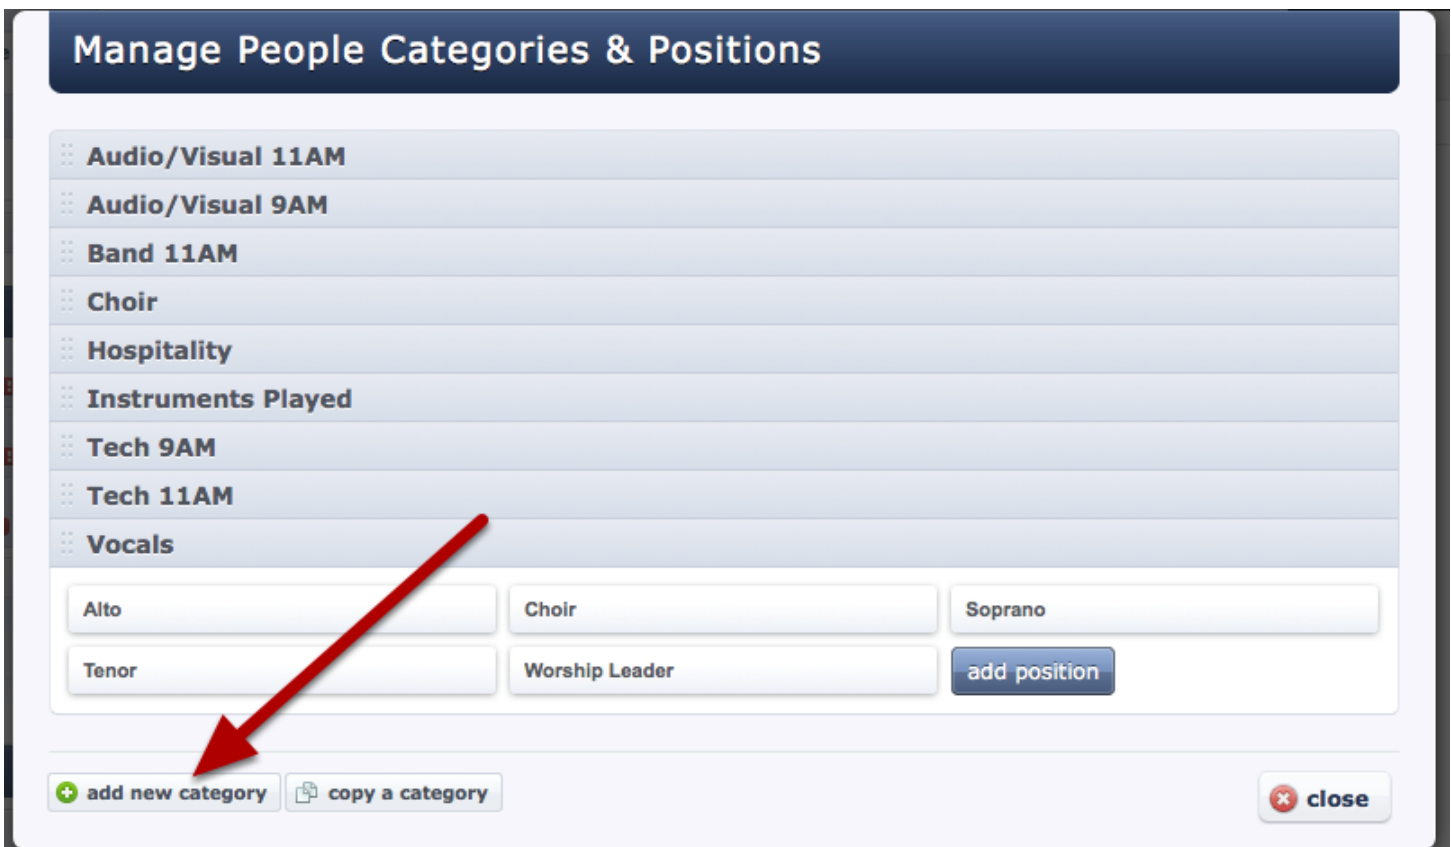 Manage People Categories & Positions
Audio/Visual 11AM
Audio/Visual 9AM
Band 11AM
Choir
Hospitality
Instruments Played
Tech 9AM
Tech 11AM
Vocals
Alto Choir Soprano
Tenor Worship Leader add position
add new category copy a category close